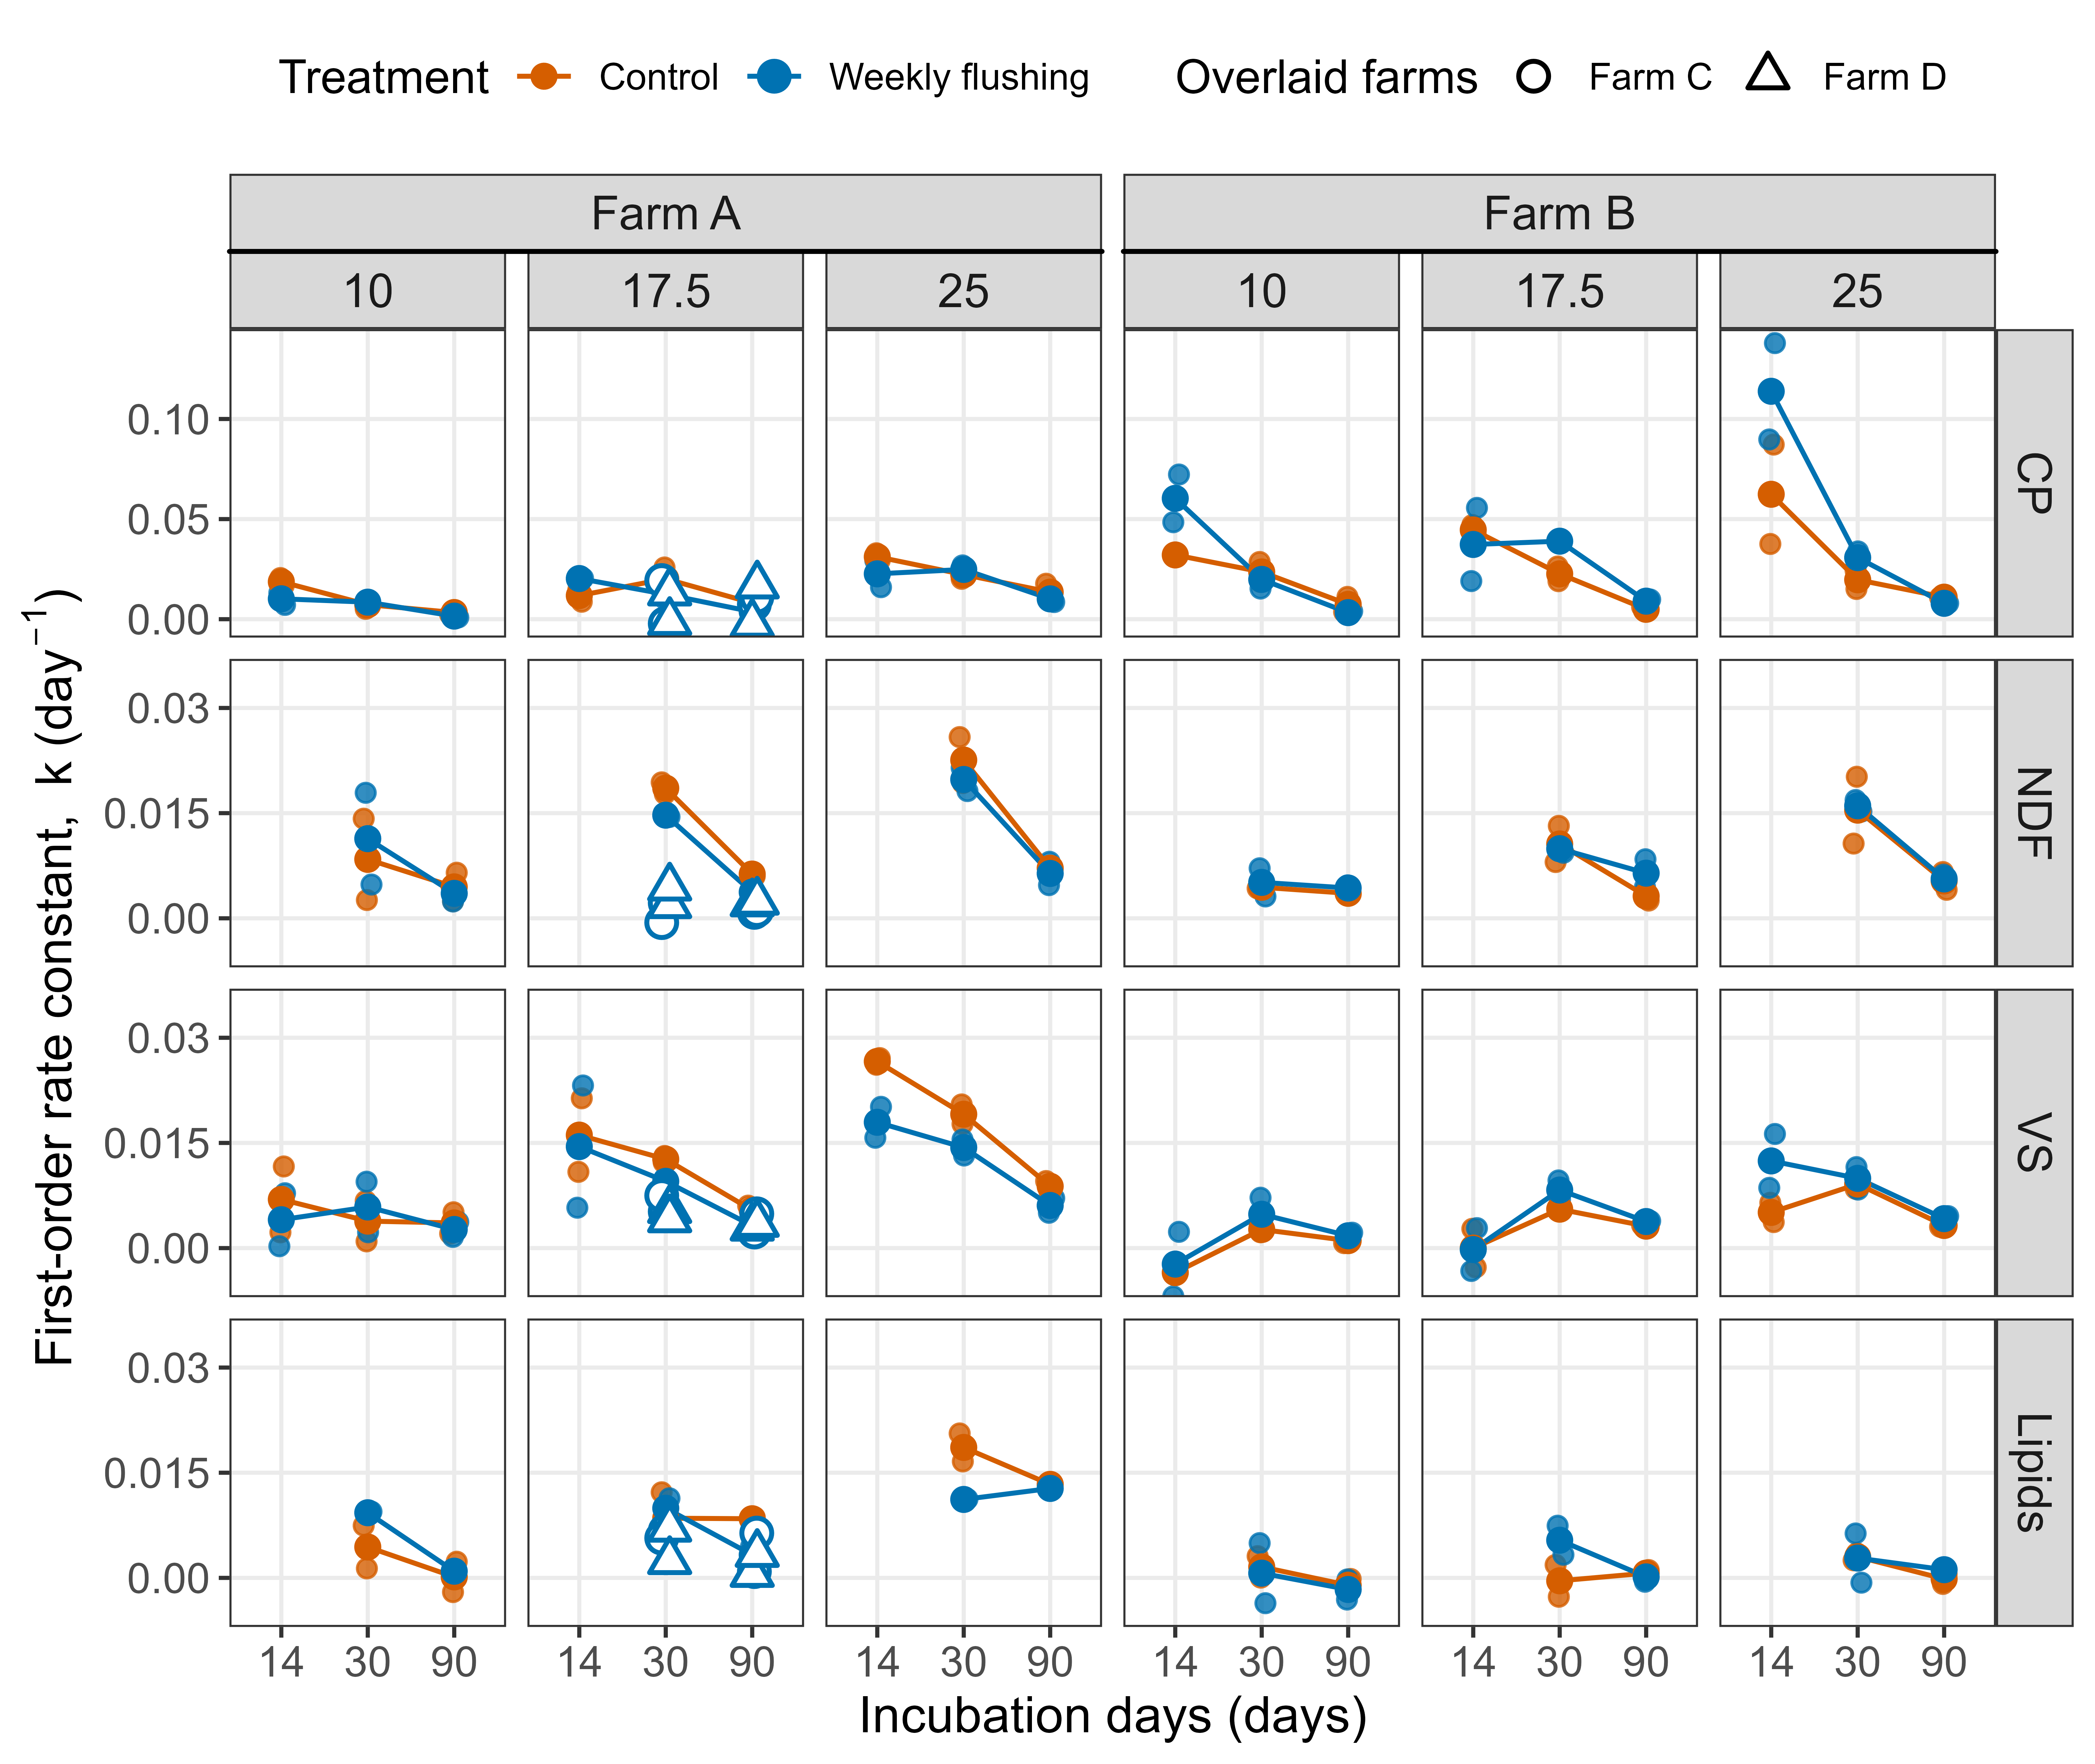 Treatment Control Weekly flushing Overlaid farms Farm C Farm D
Farm A Farm B
10 17.5 25 10 17.5 25
First-order rate constant, k (day⁻¹)
0.10
0.05
0.00
CP
0.03
0.015
0.00
NDF
0.03
0.015
0.00
VS
0.03
0.015
0.00
Lipids
14 30 90 14 30 90 14 30 90 14 30 90 14 30 90 14 30 90
Incubation days (days)